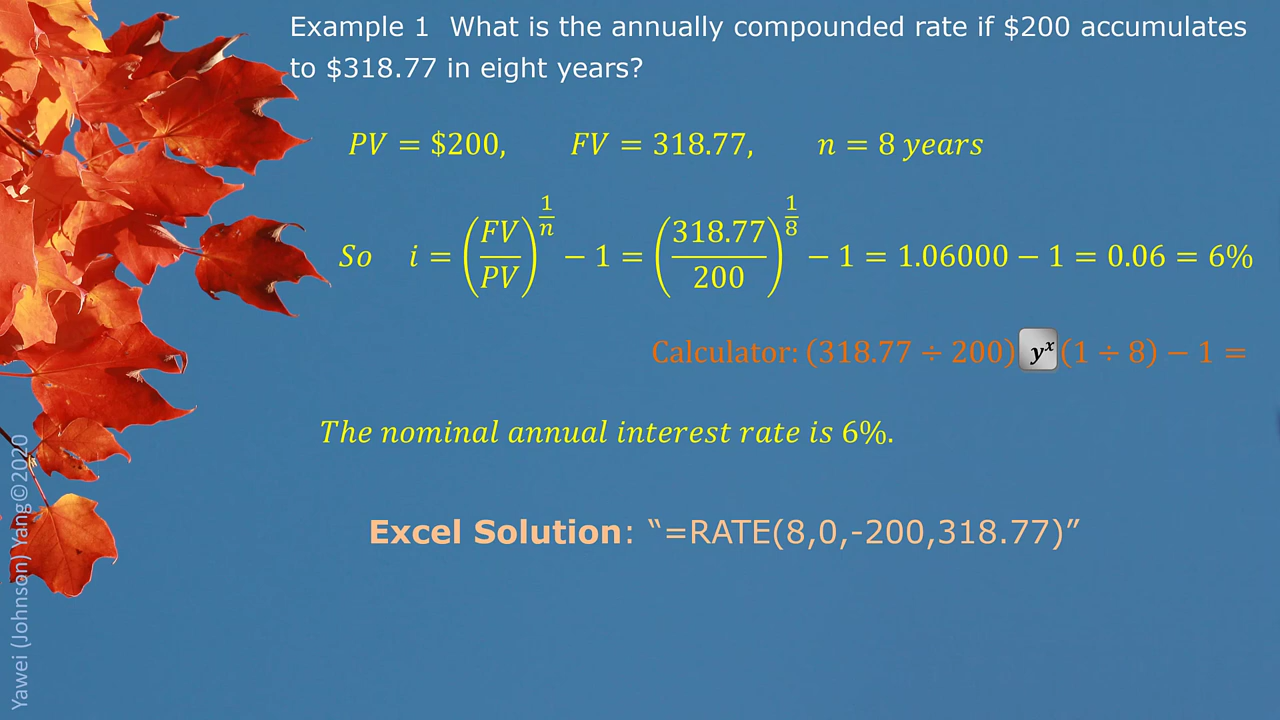 Example 1 What is the annually compounded rate if $200 accumulates
to $318.77 in eight years?
PV = $200, FV = 318.77, n = 8 years
So i = (FV/PV)^(1/n) − 1 = (318.77/200)^(1/8) − 1 = 1.06000 − 1 = 0.06 = 6%
Calculator: (318.77 ÷ 200) yˣ (1 ÷ 8) − 1 =
The nominal annual interest rate is 6%.
Excel Solution: “=RATE(8,0,-200,318.77)”
Yawei (Johnson) Yang©2020